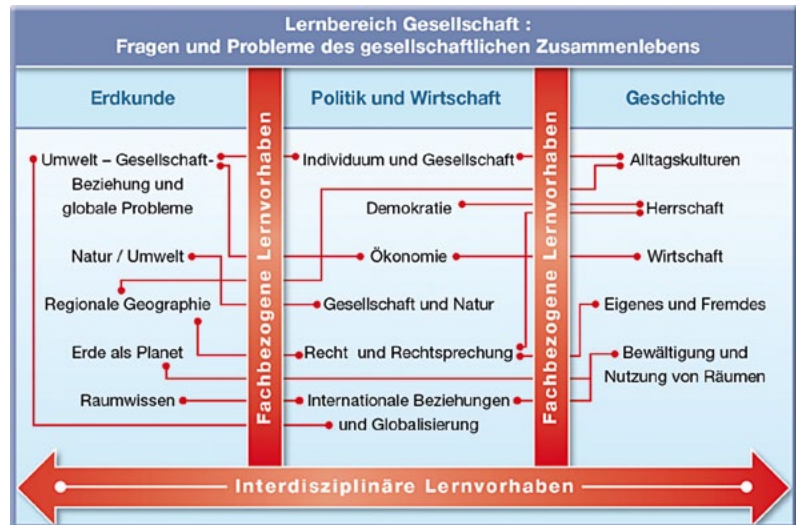 Lernbereich Gesellschaft :
Fragen und Probleme des gesellschaftlichen Zusammenlebens
Erdkunde
Umwelt – Gesellschaft-
Beziehung und
globale Probleme
Natur / Umwelt
Regionale Geographie
Erde als Planet
Raumwissen
Fachbezogene Lernvorhaben
Politik und Wirtschaft
Individuum und Gesellschaft
Demokratie
Ökonomie
Gesellschaft und Natur
Recht und Rechtsprechung
Internationale Beziehungen
und Globalisierung
Fachbezogene Lernvorhaben
Geschichte
Alltagskulturen
Herrschaft
Wirtschaft
Eigenes und Fremdes
Bewältigung und
Nutzung von Räumen
Interdisziplinäre Lernvorhaben